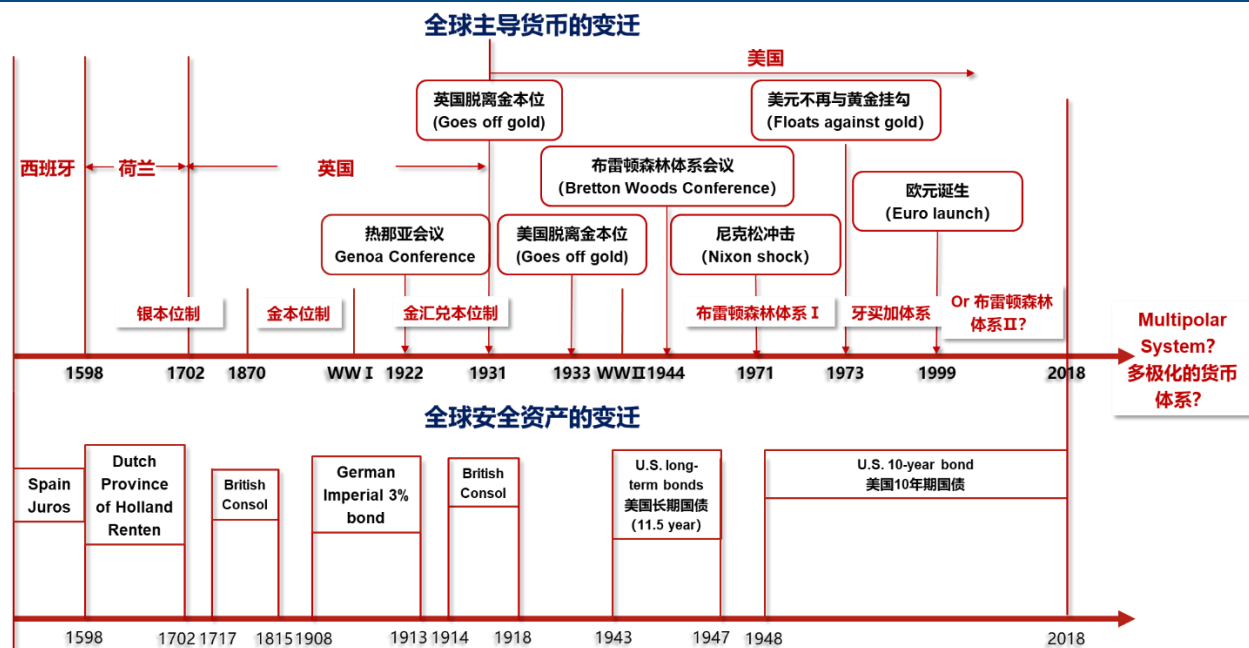 全球主导货币的变迁
美国
英国脱离金本位
(Goes off gold)
美元不再与黄金挂勾
(Floats against gold)
西班牙
荷兰
英国
布雷顿森林体系会议
(Bretton Woods Conference)
欧元诞生
(Euro launch)
热那亚会议
Genoa Conference
美国脱离金本位
(Goes off gold)
尼克松冲击
(Nixon shock)
银本位制
金本位制
金汇兑本位制
布雷顿森林体系 I
牙买加体系
Or 布雷顿森林
体系II?
Multipolar
System?
多极化的货币
体系?
1598
1702
1870
WW I
1922
1931
1933
WW II
1944
1971
1973
1999
2018
全球安全资产的变迁
Spain
Juros
Dutch
Province
of Holland
Renten
British
Consol
German
Imperial 3%
bond
British
Consol
U.S. long-
term bonds
美国长期国债
(11.5 year)
U.S. 10-year bond
美国10年期国债
1598
1702
1717
1815
1908
1913
1914
1918
1943
1947
1948
2018